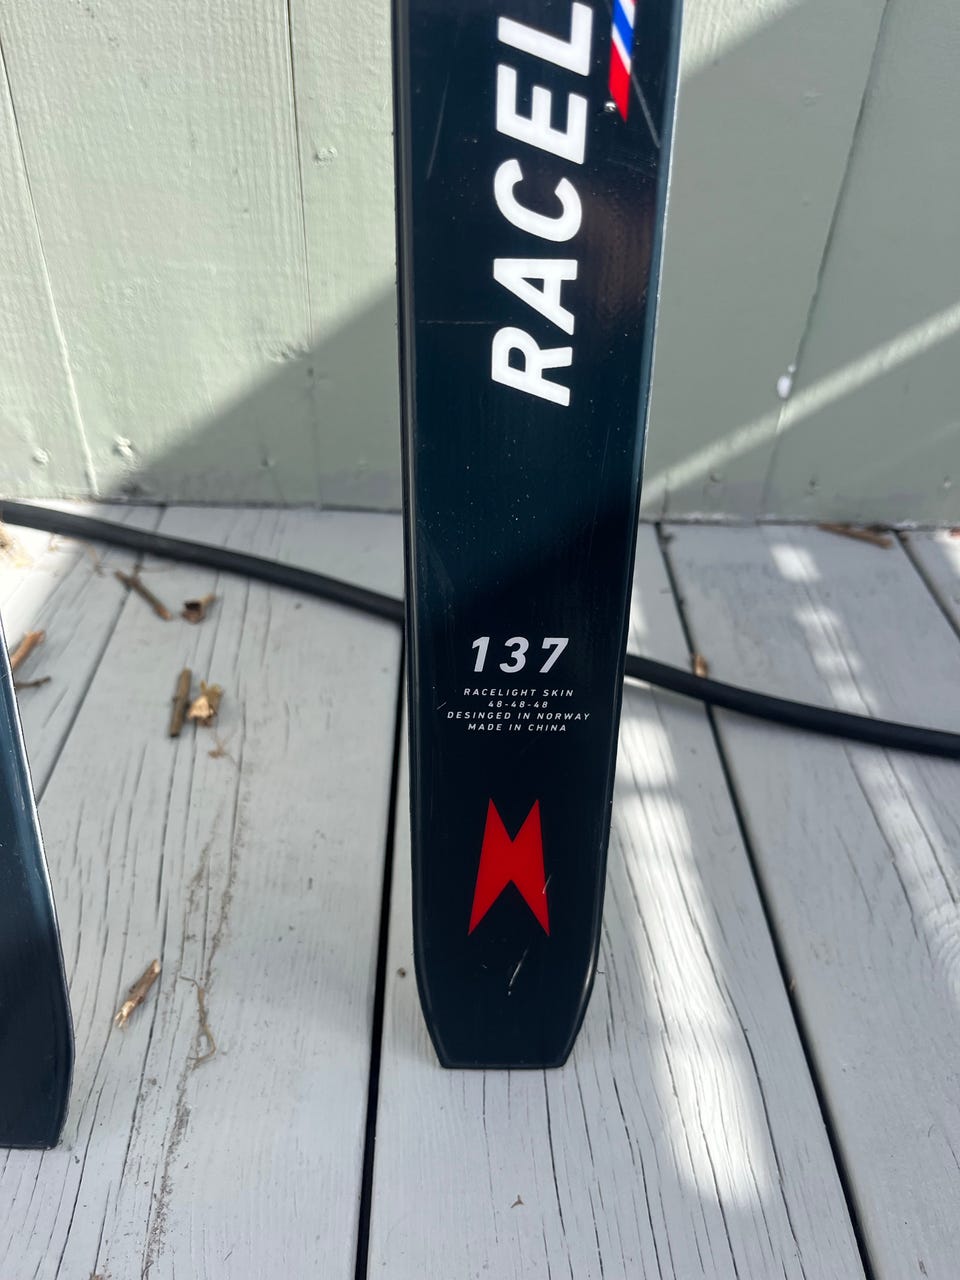 RACEL
137
RACELIGHT SKIN
48-48-48
DESINGED IN NORWAY
MADE IN CHINA